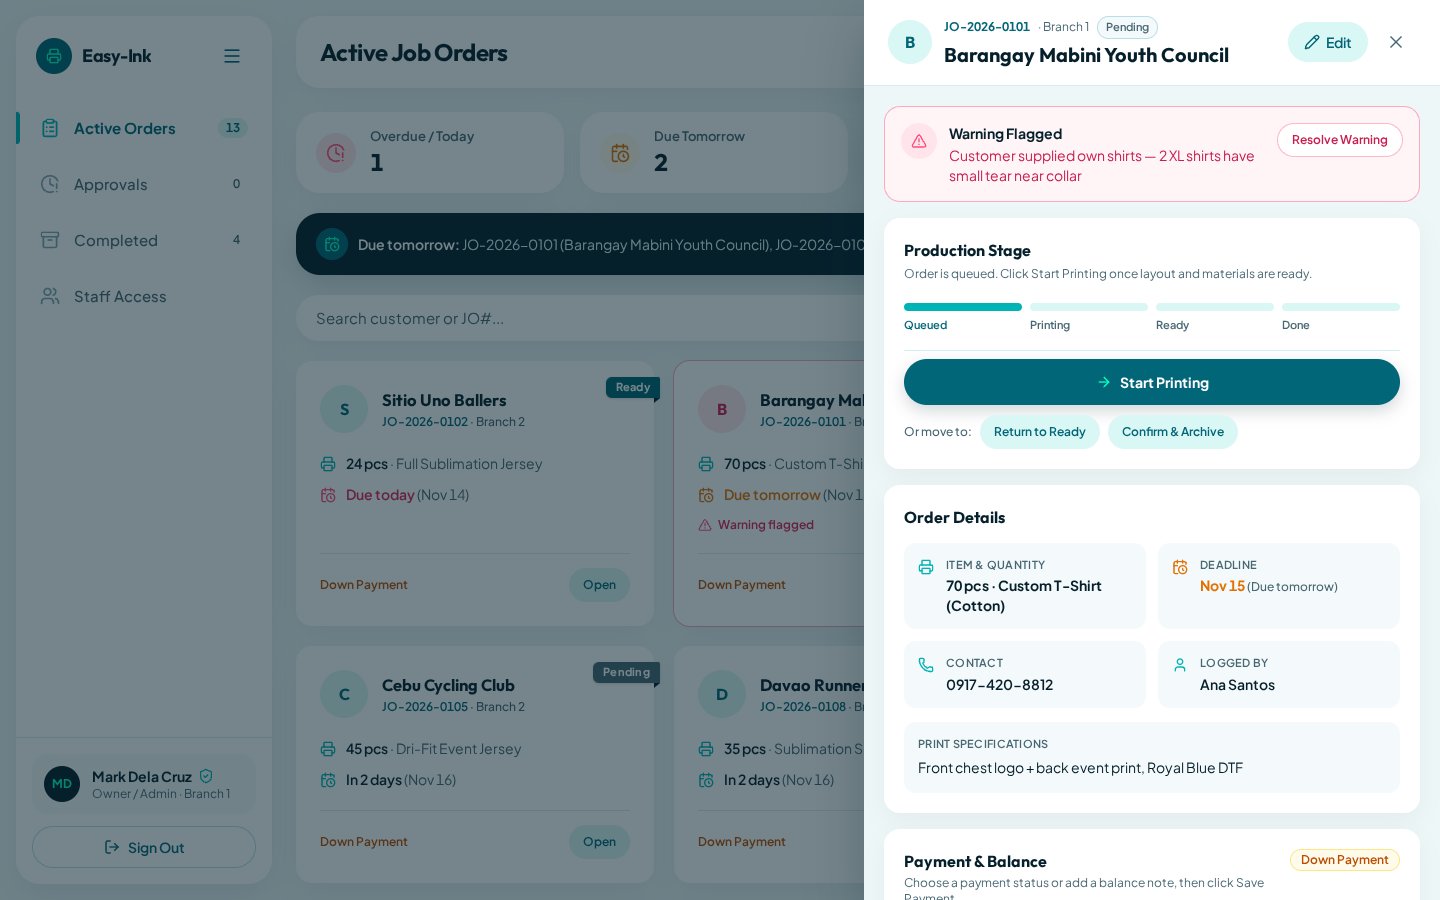 Easy-Ink
Active Orders 13
Approvals 0
Completed 4
Staff Access
MD
Mark Dela Cruz
Owner / Admin · Branch 1
Sign Out
Active Job Orders
Overdue / Today
1
Due Tomorrow
2
Due tomorrow: JO-2026-0101 (Barangay Mabini Youth Council), JO-2026-010
Search customer or JO#...
Ready
S
Sitio Uno Ballers
JO-2026-0102 · Branch 2
24 pcs · Full Sublimation Jersey
Due today (Nov 14)
Down Payment
Open
B
Barangay Mal
JO-2026-0101 · Br
70 pcs · Custom T-Shi
Due tomorrow (Nov 1
Warning flagged
Down Payment
Pending
C
Cebu Cycling Club
JO-2026-0105 · Branch 2
45 pcs · Dri-Fit Event Jersey
In 2 days (Nov 16)
Down Payment
Open
D
Davao Runner
JO-2026-0108 · Br
35 pcs · Sublimation S
In 2 days (Nov 16)
Down Payment
B
JO-2026-0101 · Branch 1 Pending
Barangay Mabini Youth Council
Edit
Warning Flagged
Customer supplied own shirts — 2 XL shirts have
small tear near collar
Resolve Warning
Production Stage
Order is queued. Click Start Printing once layout and materials are ready.
Queued Printing Ready Done
Start Printing
Or move to: Return to Ready Confirm & Archive
Order Details
ITEM & QUANTITY
70 pcs · Custom T-Shirt
(Cotton)
DEADLINE
Nov 15 (Due tomorrow)
CONTACT
0917-420-8812
LOGGED BY
Ana Santos
PRINT SPECIFICATIONS
Front chest logo + back event print, Royal Blue DTF
Payment & Balance
Down Payment
Choose a payment status or add a balance note, then click Save
Payment.